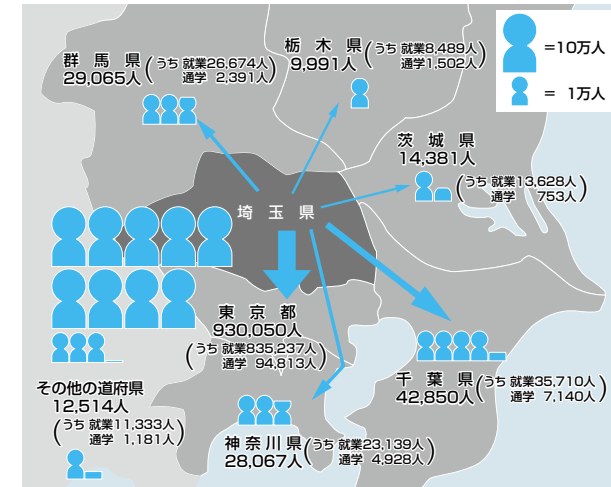 ＝10万人
＝ 1万人
群馬県
29,065人
(うち 就業26,674人
通学 2,391人)
栃木県
9,991人
(うち 就業8,489人
通学1,502人)
茨城県
14,381人
(うち 就業13,628人
通学 753人)
埼玉県
東京都
930,050人
(うち 就業835,237人
通学 94,813人)
千葉県
42,850人
(うち 就業35,710人
通学 7,140人)
その他の道府県
12,514人
(うち 就業11,333人
通学 1,181人)
神奈川県
28,067人
(うち 就業23,139人
通学 4,928人)